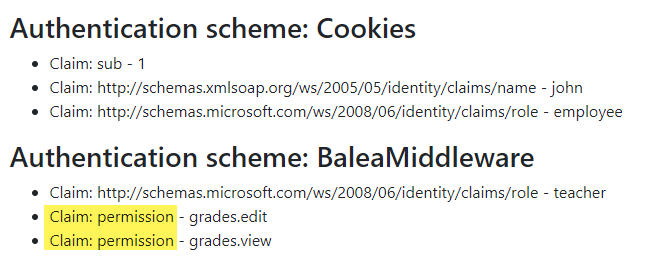 Authentication scheme: Cookies
• Claim: sub - 1
• Claim: http://schemas.xmlsoap.org/ws/2005/05/identity/claims/name - john
• Claim: http://schemas.microsoft.com/ws/2008/06/identity/claims/role - employee
Authentication scheme: BaleaMiddleware
• Claim: http://schemas.microsoft.com/ws/2008/06/identity/claims/role - teacher
• Claim: permission - grades.edit
• Claim: permission - grades.view